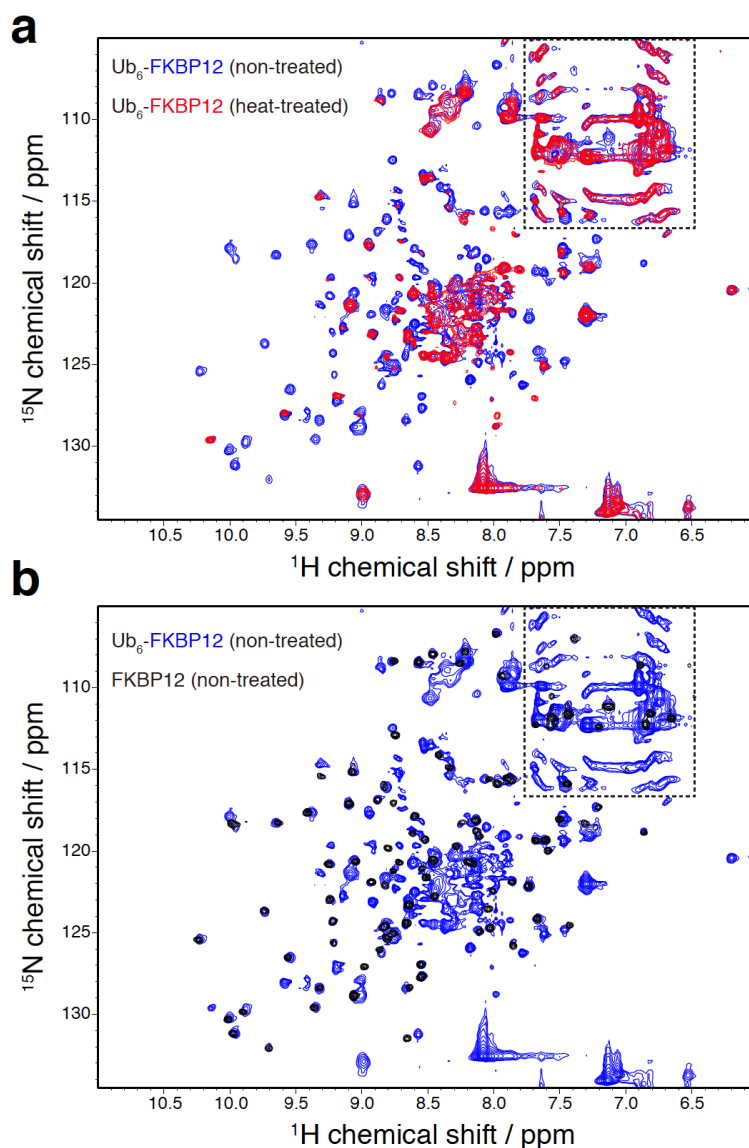 a
Ub₆-FKBP12 (non-treated)
Ub₆-FKBP12 (heat-treated)
110
115
120
125
130
¹⁵N chemical shift / ppm
10.5 10.0 9.5 9.0 8.5 8.0 7.5 7.0 6.5
¹H chemical shift / ppm
b
Ub₆-FKBP12 (non-treated)
FKBP12 (non-treated)
110
115
120
125
130
¹⁵N chemical shift / ppm
10.5 10.0 9.5 9.0 8.5 8.0 7.5 7.0 6.5
¹H chemical shift / ppm